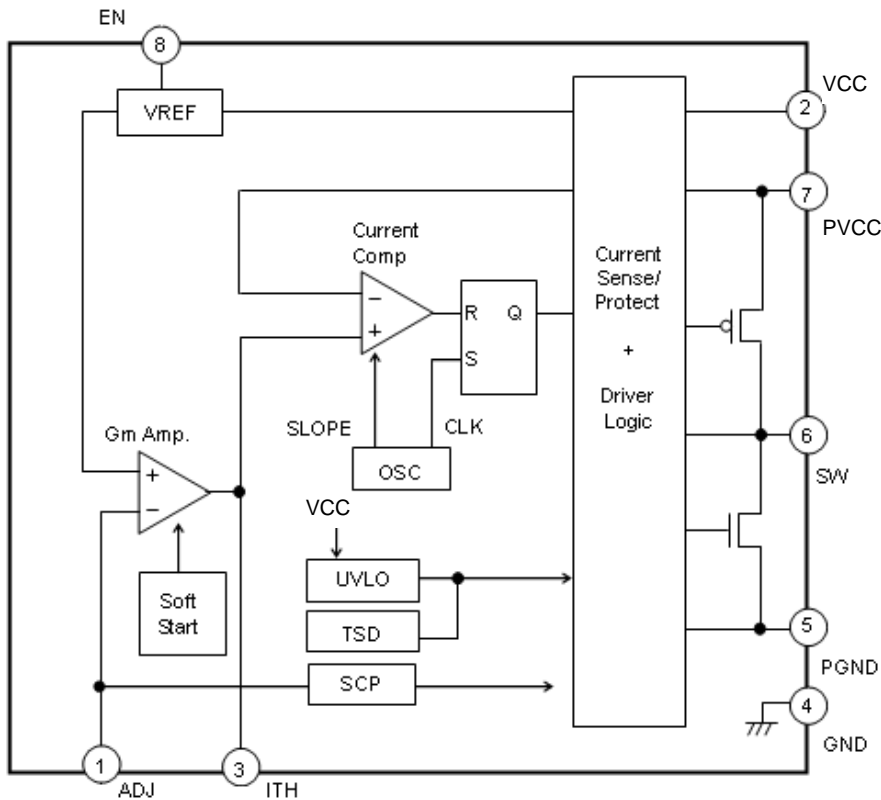 EN
8
VCC
VREF
2
7
PVCC
Current
Comp
Current
Sense/
Protect
+
Driver
Logic
−
+
R
Q
S
SLOPE
CLK
OSC
Gm Amp.
+
−
6
SW
VCC
UVLO
Soft
Start
TSD
SCP
5
PGND
4
GND
1
ADJ
3
ITH